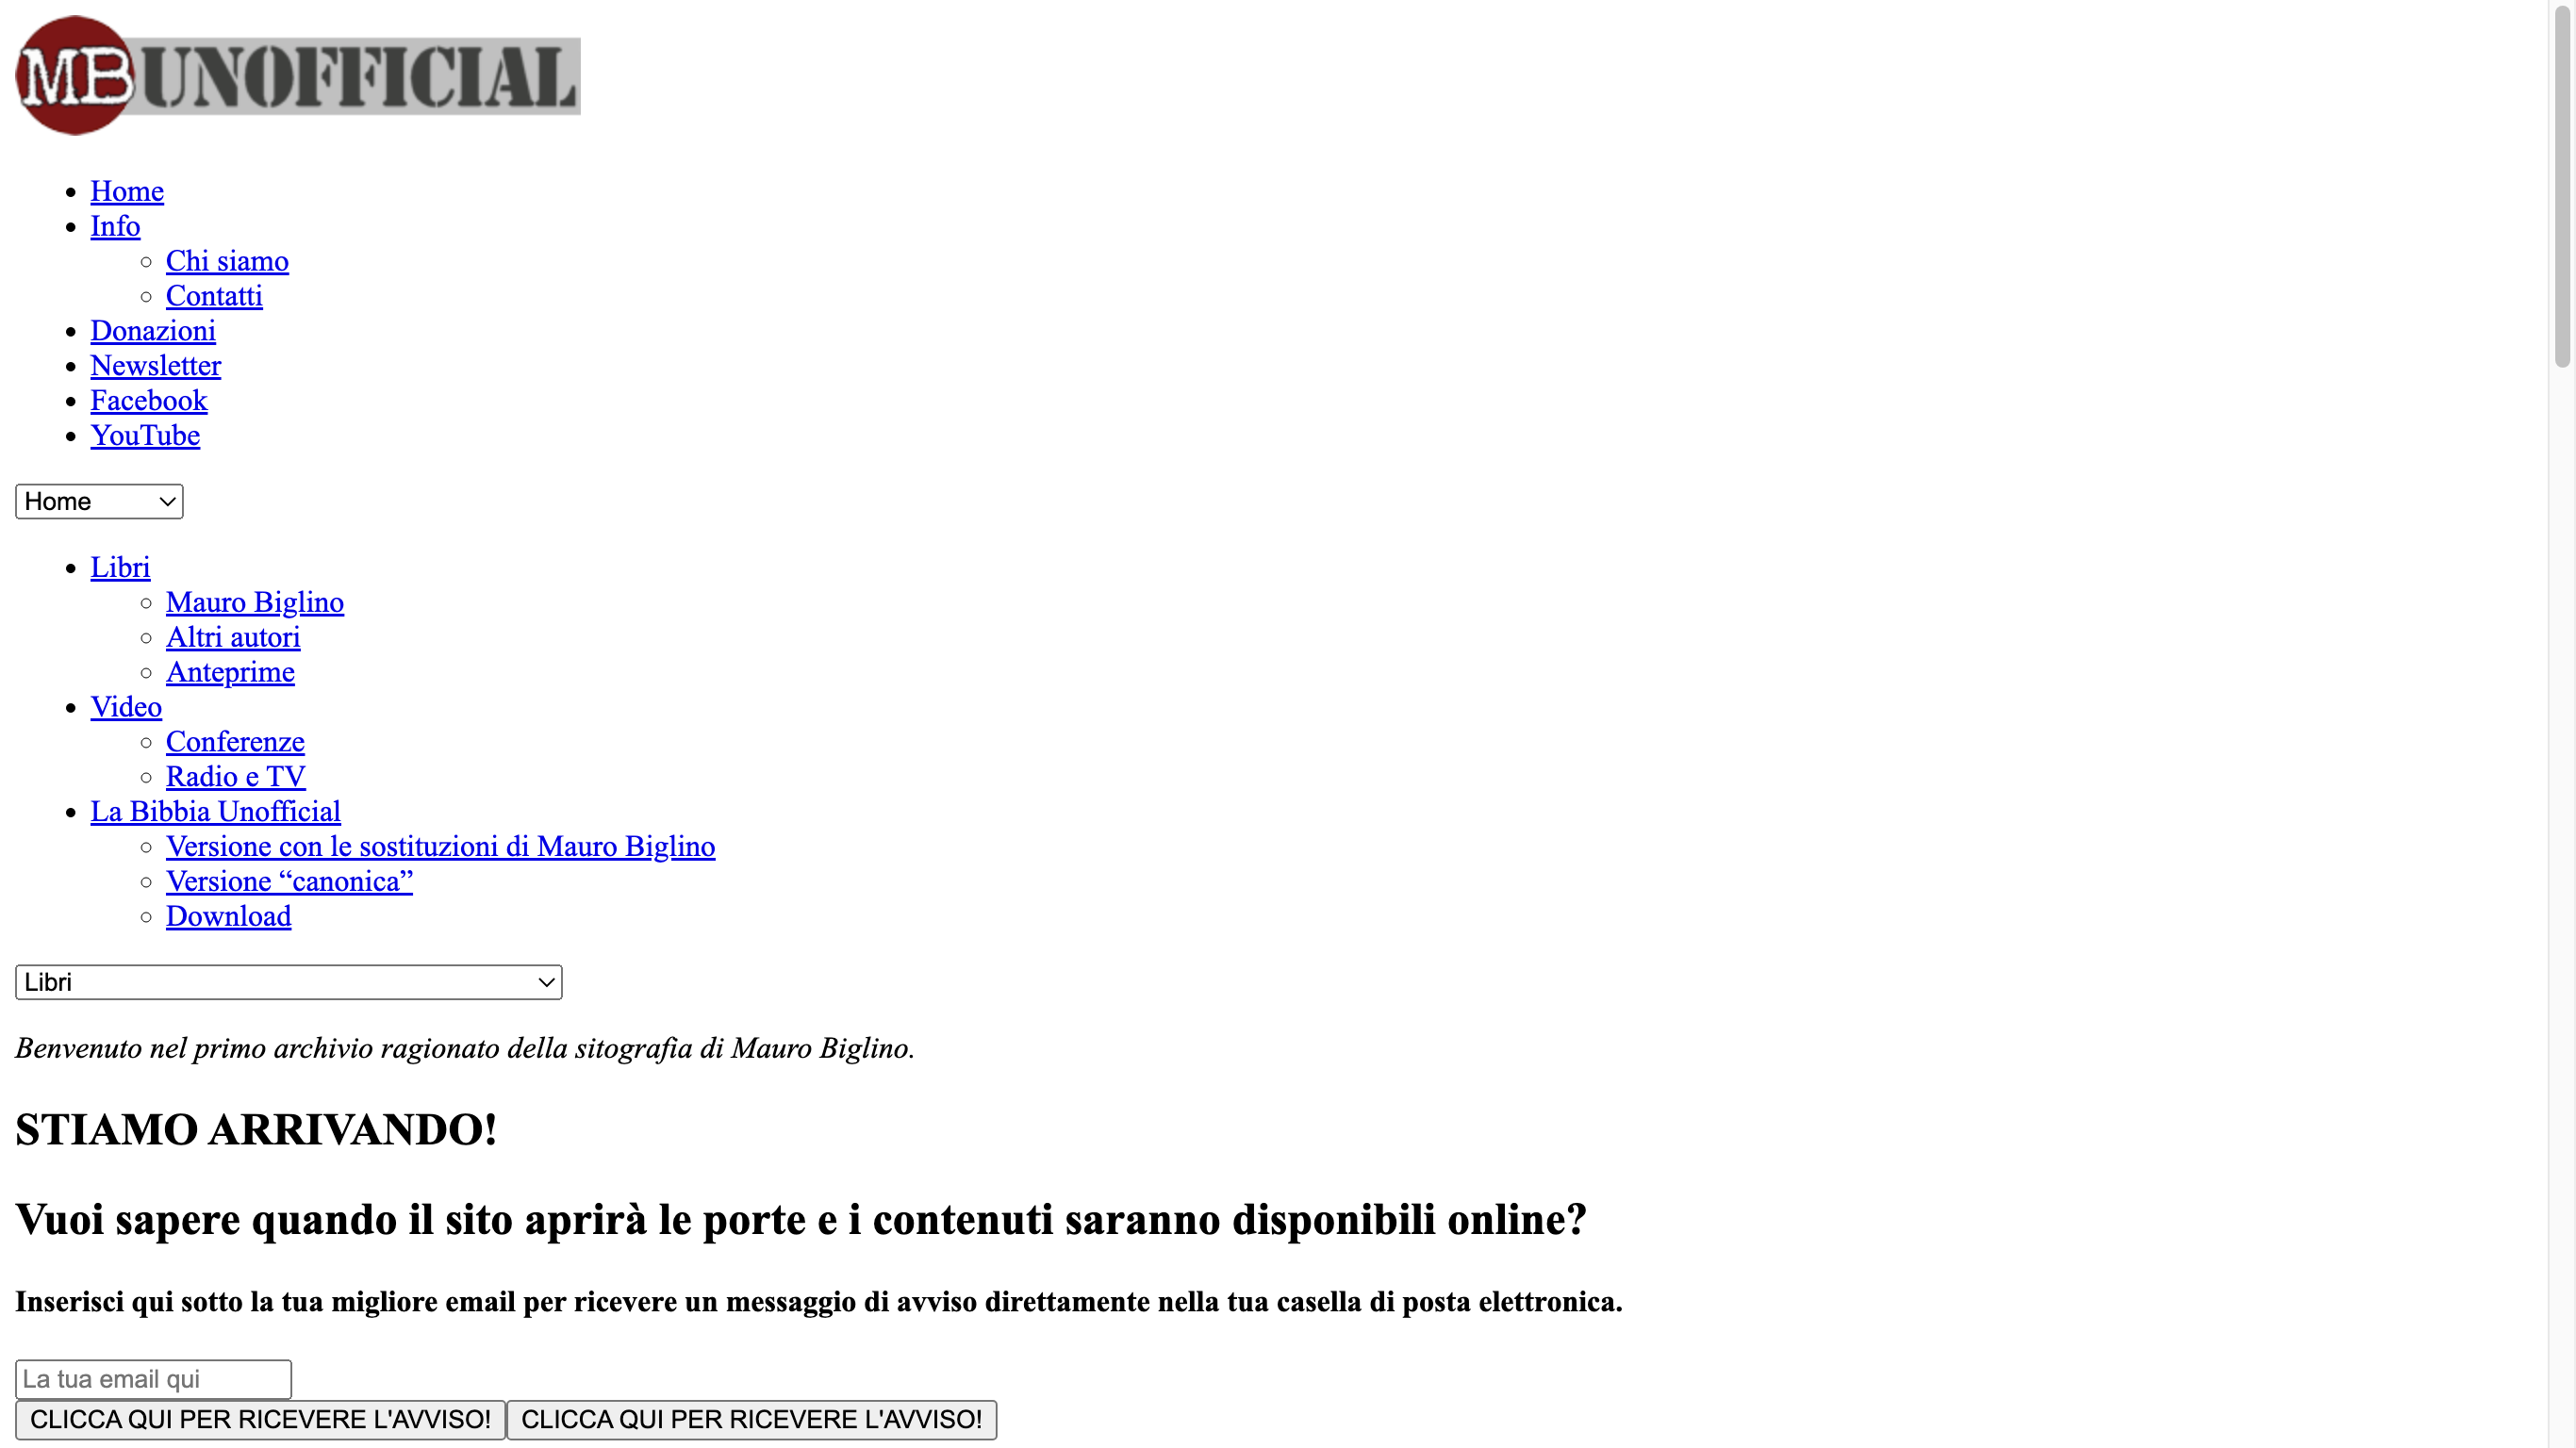 MB UNOFFICIAL
Home
Info
Chi siamo
Contatti
Donazioni
Newsletter
Facebook
YouTube
Home
Libri
Mauro Biglino
Altri autori
Anteprime
Video
Conferenze
Radio e TV
La Bibbia Unofficial
Versione con le sostituzioni di Mauro Biglino
Versione “canonica”
Download
Libri
Benvenuto nel primo archivio ragionato della sitografia di Mauro Biglino.
STIAMO ARRIVANDO!
Vuoi sapere quando il sito aprirà le porte e i contenuti saranno disponibili online?
Inserisci qui sotto la tua migliore email per ricevere un messaggio di avviso direttamente nella tua casella di posta elettronica.
La tua email qui
CLICCA QUI PER RICEVERE L'AVVISO! CLICCA QUI PER RICEVERE L'AVVISO!